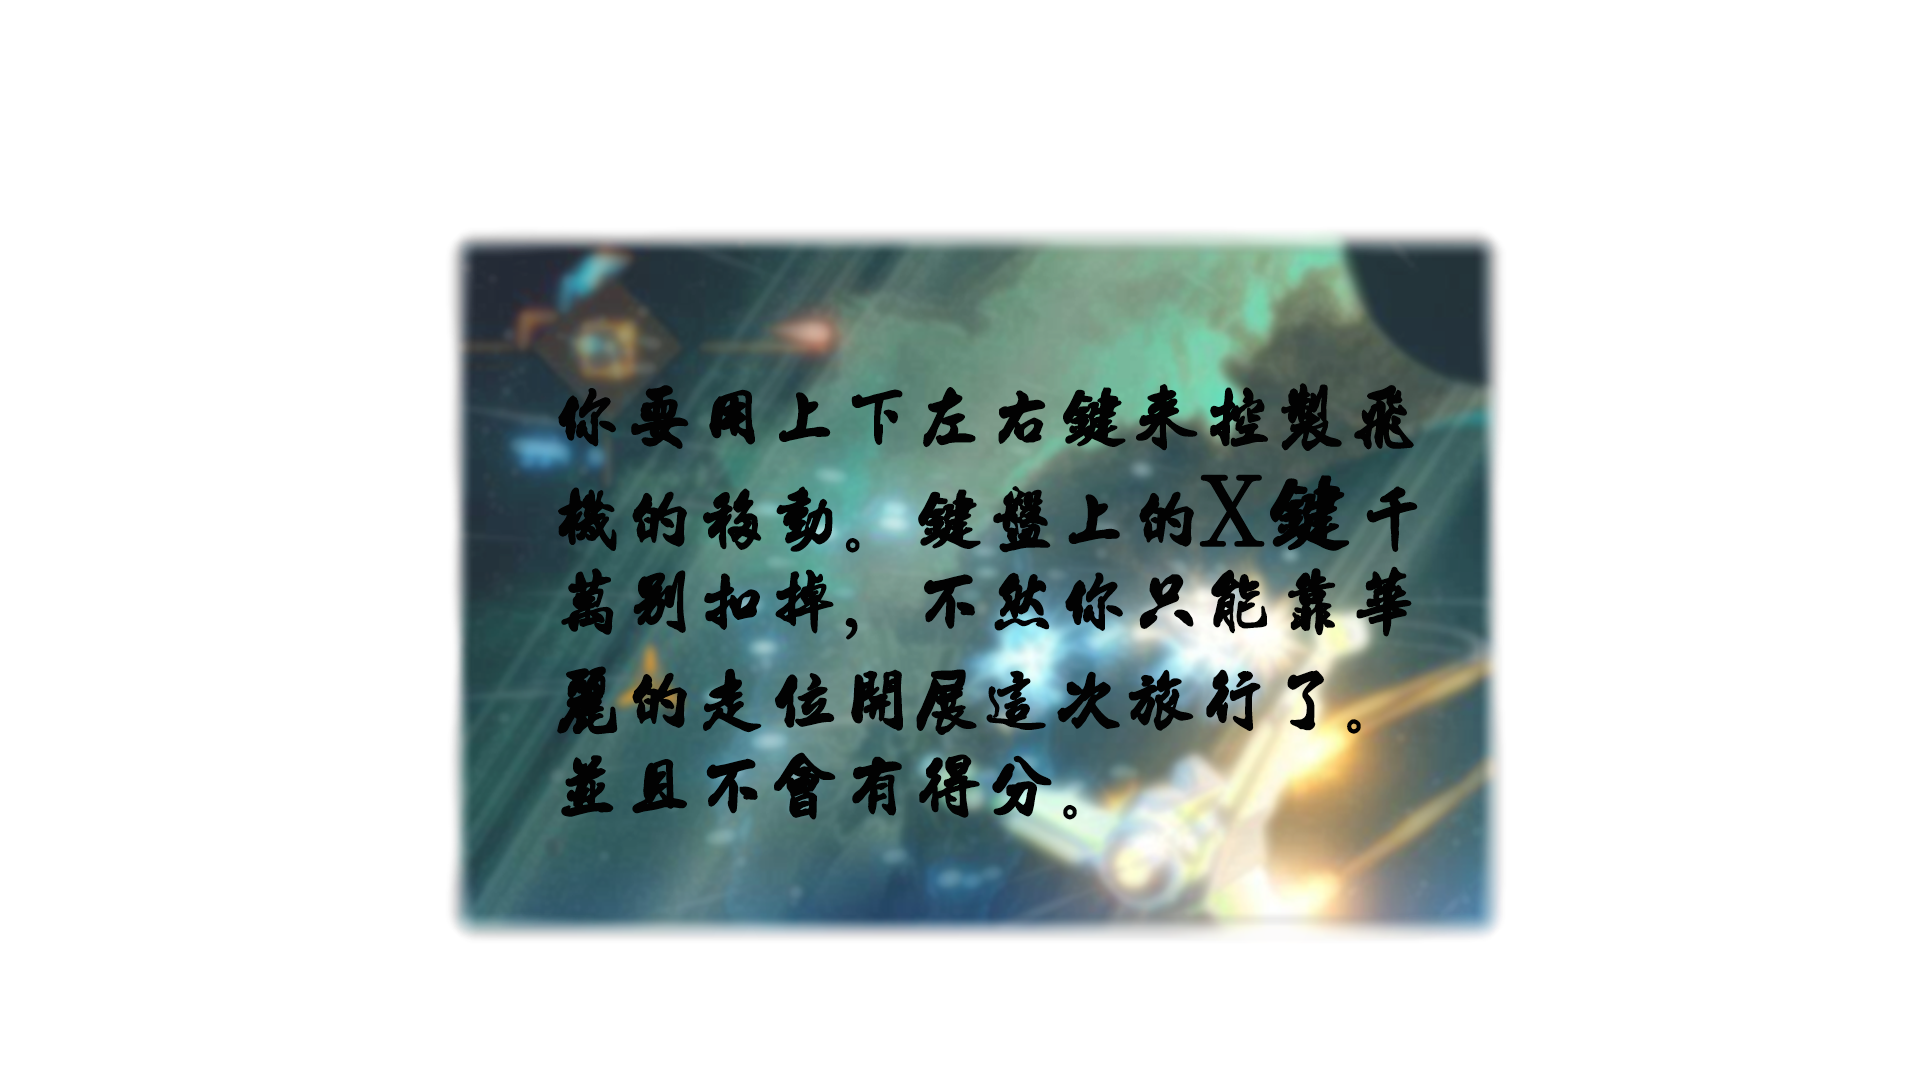 你要用上下左右鍵来控製飛
機的移動。鍵盤上的X鍵千
萬别扣掉，不然你只能靠華
麗的走位開展這次旅行了。
並且不會有得分。